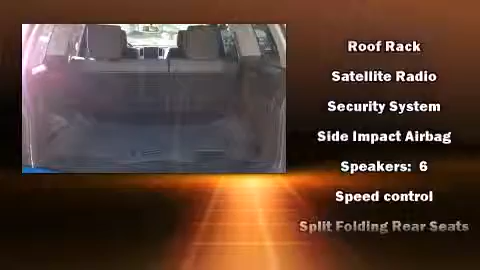 Roof Rack
Satellite Radio
Security System
Side Impact Airbag
Speakers: 6
Speed control
Split Folding Rear Seats